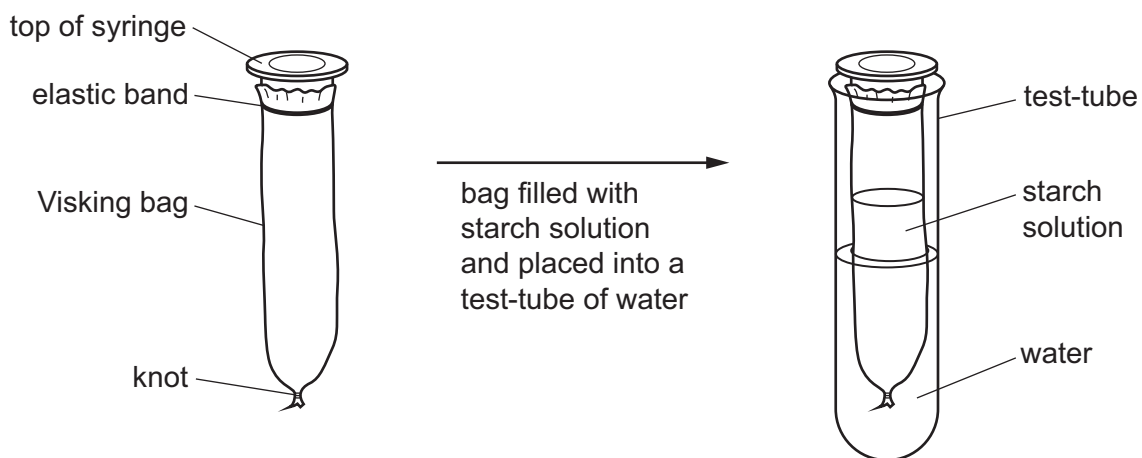 top of syringe
elastic band
Visking bag
knot
bag filled with
starch solution
and placed into a
test-tube of water
test-tube
starch
solution
water